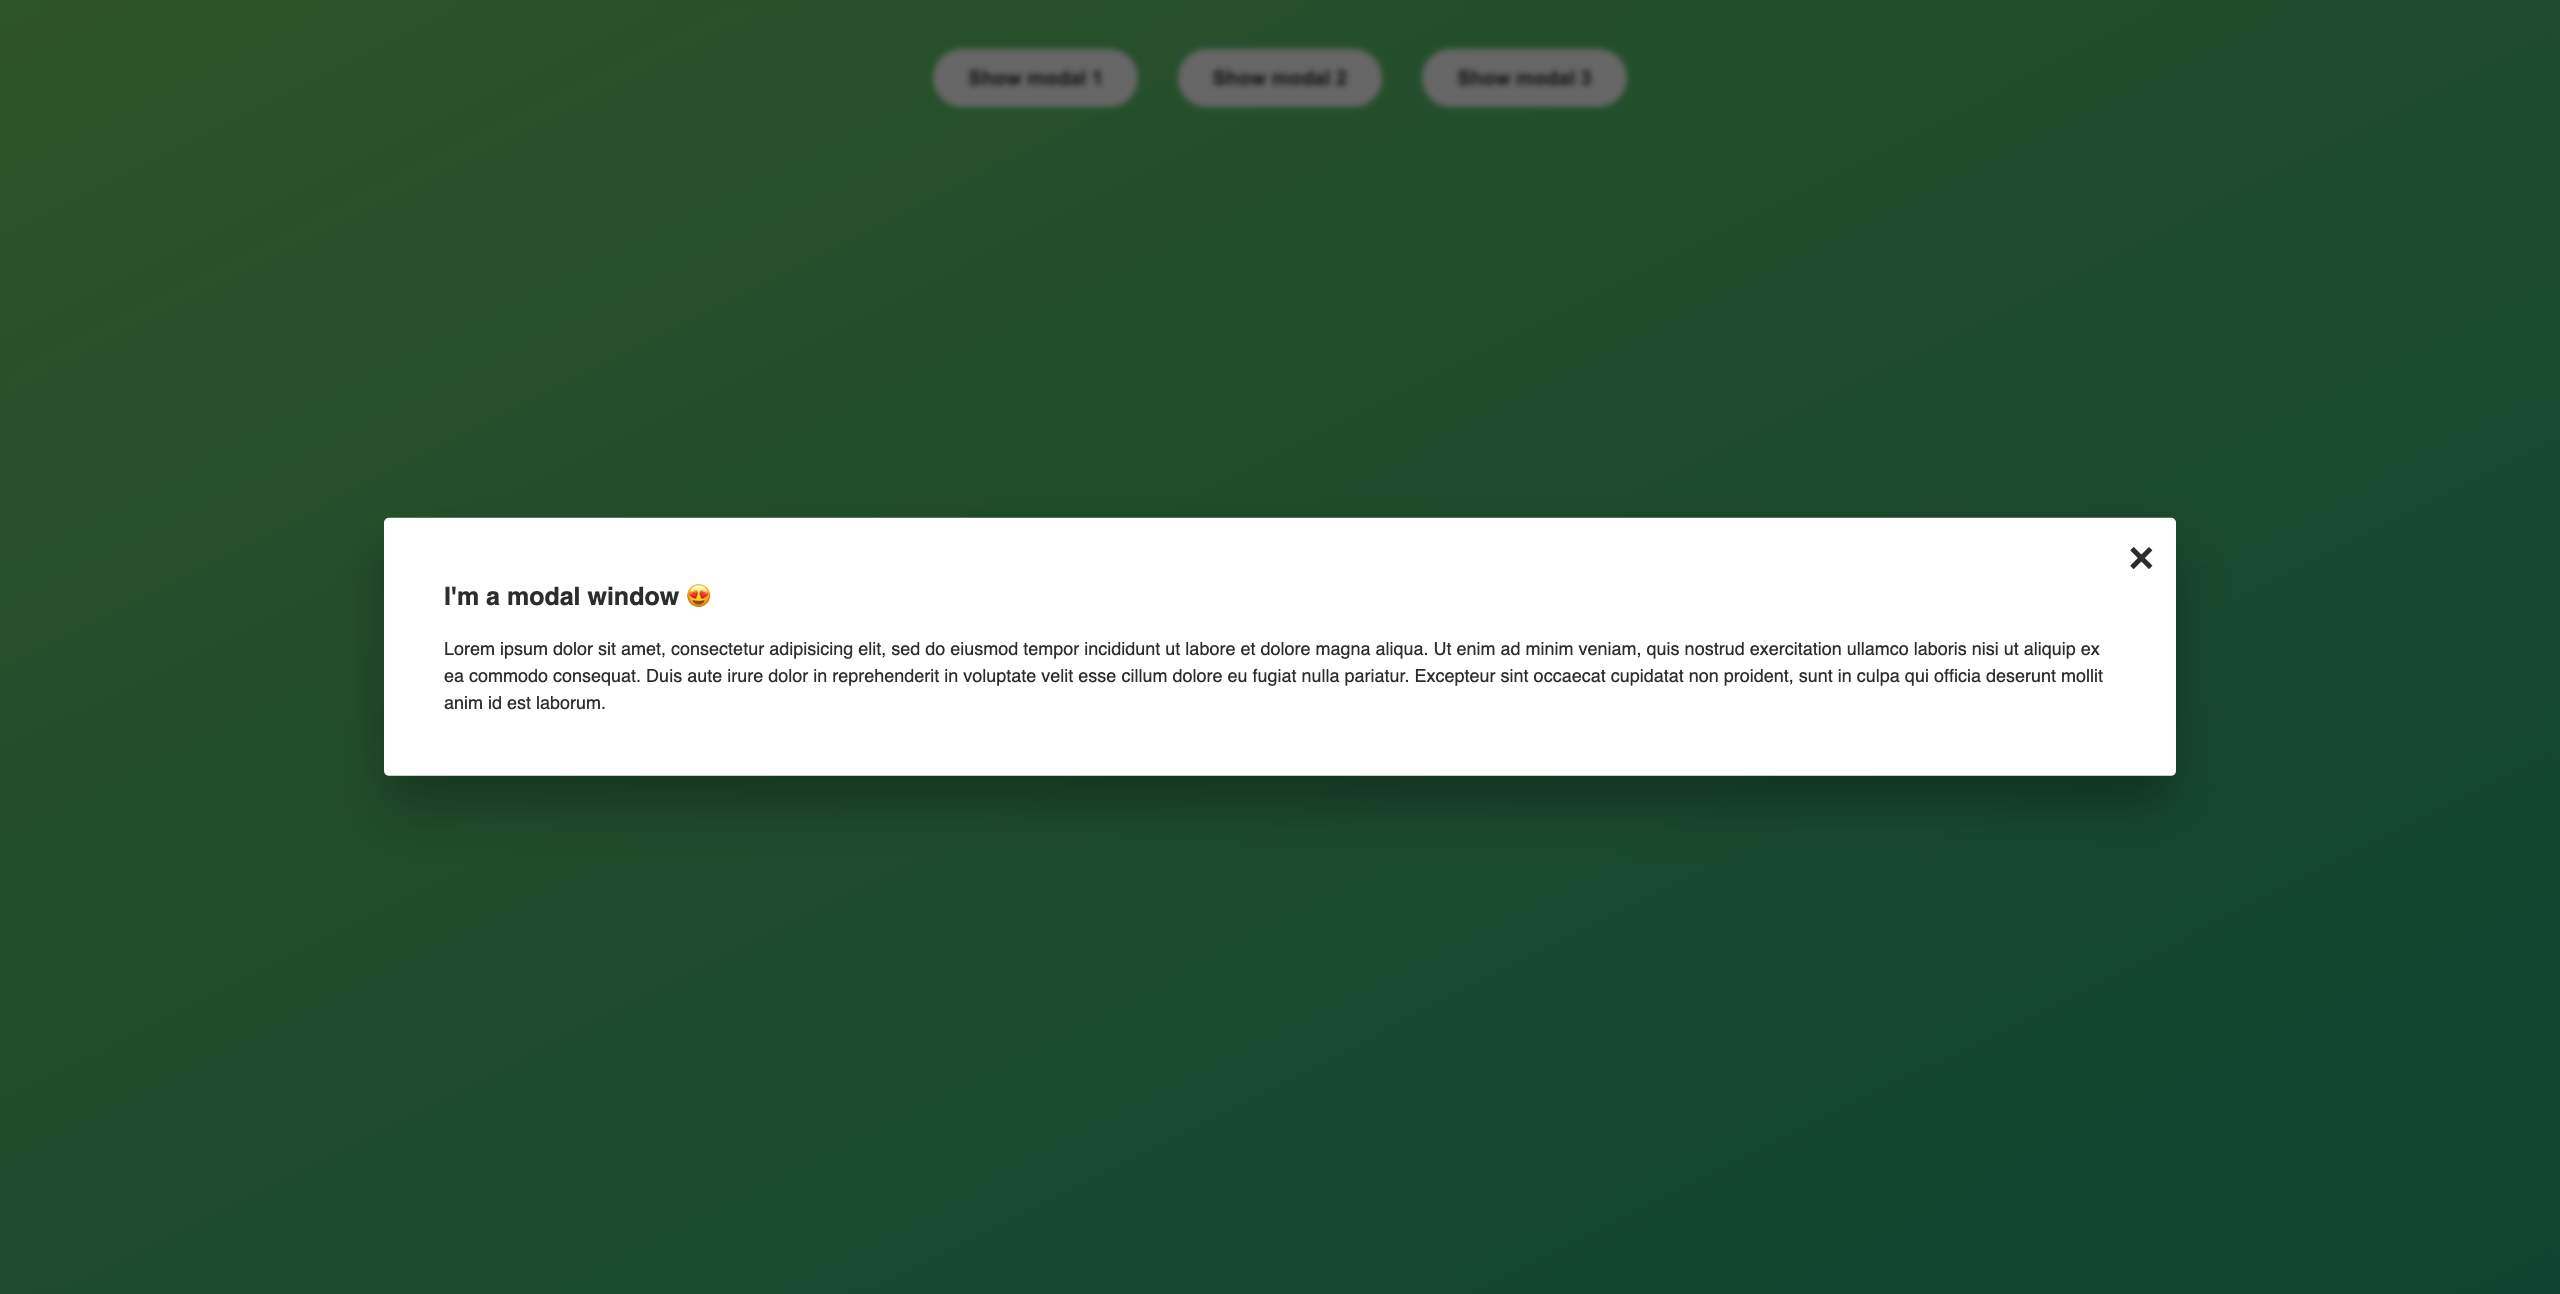 Show modal 1 Show modal 2 Show modal 3
×
I'm a modal window 😍
Lorem ipsum dolor sit amet, consectetur adipisicing elit, sed do eiusmod tempor incididunt ut labore et dolore magna aliqua. Ut enim ad minim veniam, quis nostrud exercitation ullamco laboris nisi ut aliquip ex
ea commodo consequat. Duis aute irure dolor in reprehenderit in voluptate velit esse cillum dolore eu fugiat nulla pariatur. Excepteur sint occaecat cupidatat non proident, sunt in culpa qui officia deserunt mollit
anim id est laborum.